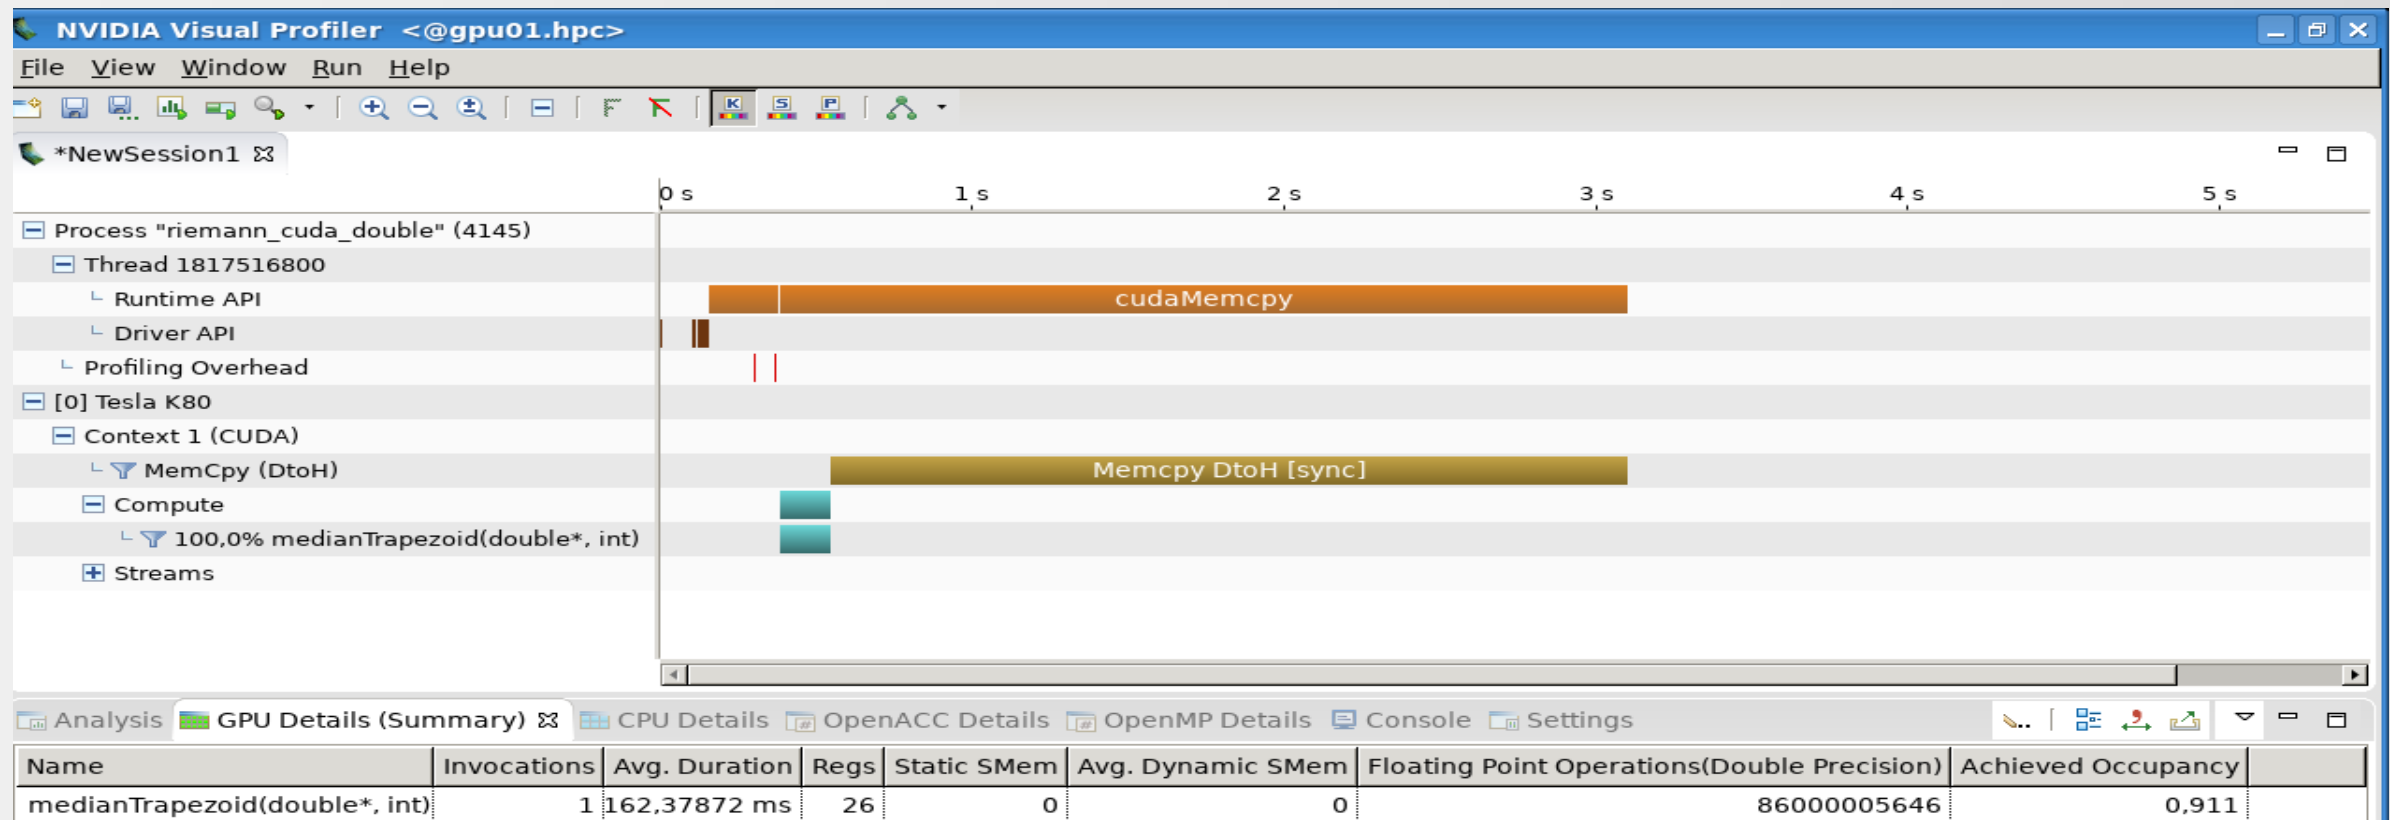 NVIDIA Visual Profiler <@gpu01.hpc>
File View Window Run Help
K S P
*NewSession1
0 s 1 s 2 s 3 s 4 s 5 s
Process "riemann_cuda_double" (4145)
Thread 1817516800
Runtime API cudaMemcpy
Driver API
Profiling Overhead
[0] Tesla K80
Context 1 (CUDA)
MemCpy (DtoH) Memcpy DtoH [sync]
Compute
100,0% medianTrapezoid(double*, int)
Streams
Analysis GPU Details (Summary) CPU Details OpenACC Details OpenMP Details Console Settings
Name Invocations Avg. Duration Regs Static SMem Avg. Dynamic SMem Floating Point Operations(Double Precision) Achieved Occupancy
medianTrapezoid(double*, int) 1 162,37872 ms 26 0 0 86000005646 0,911